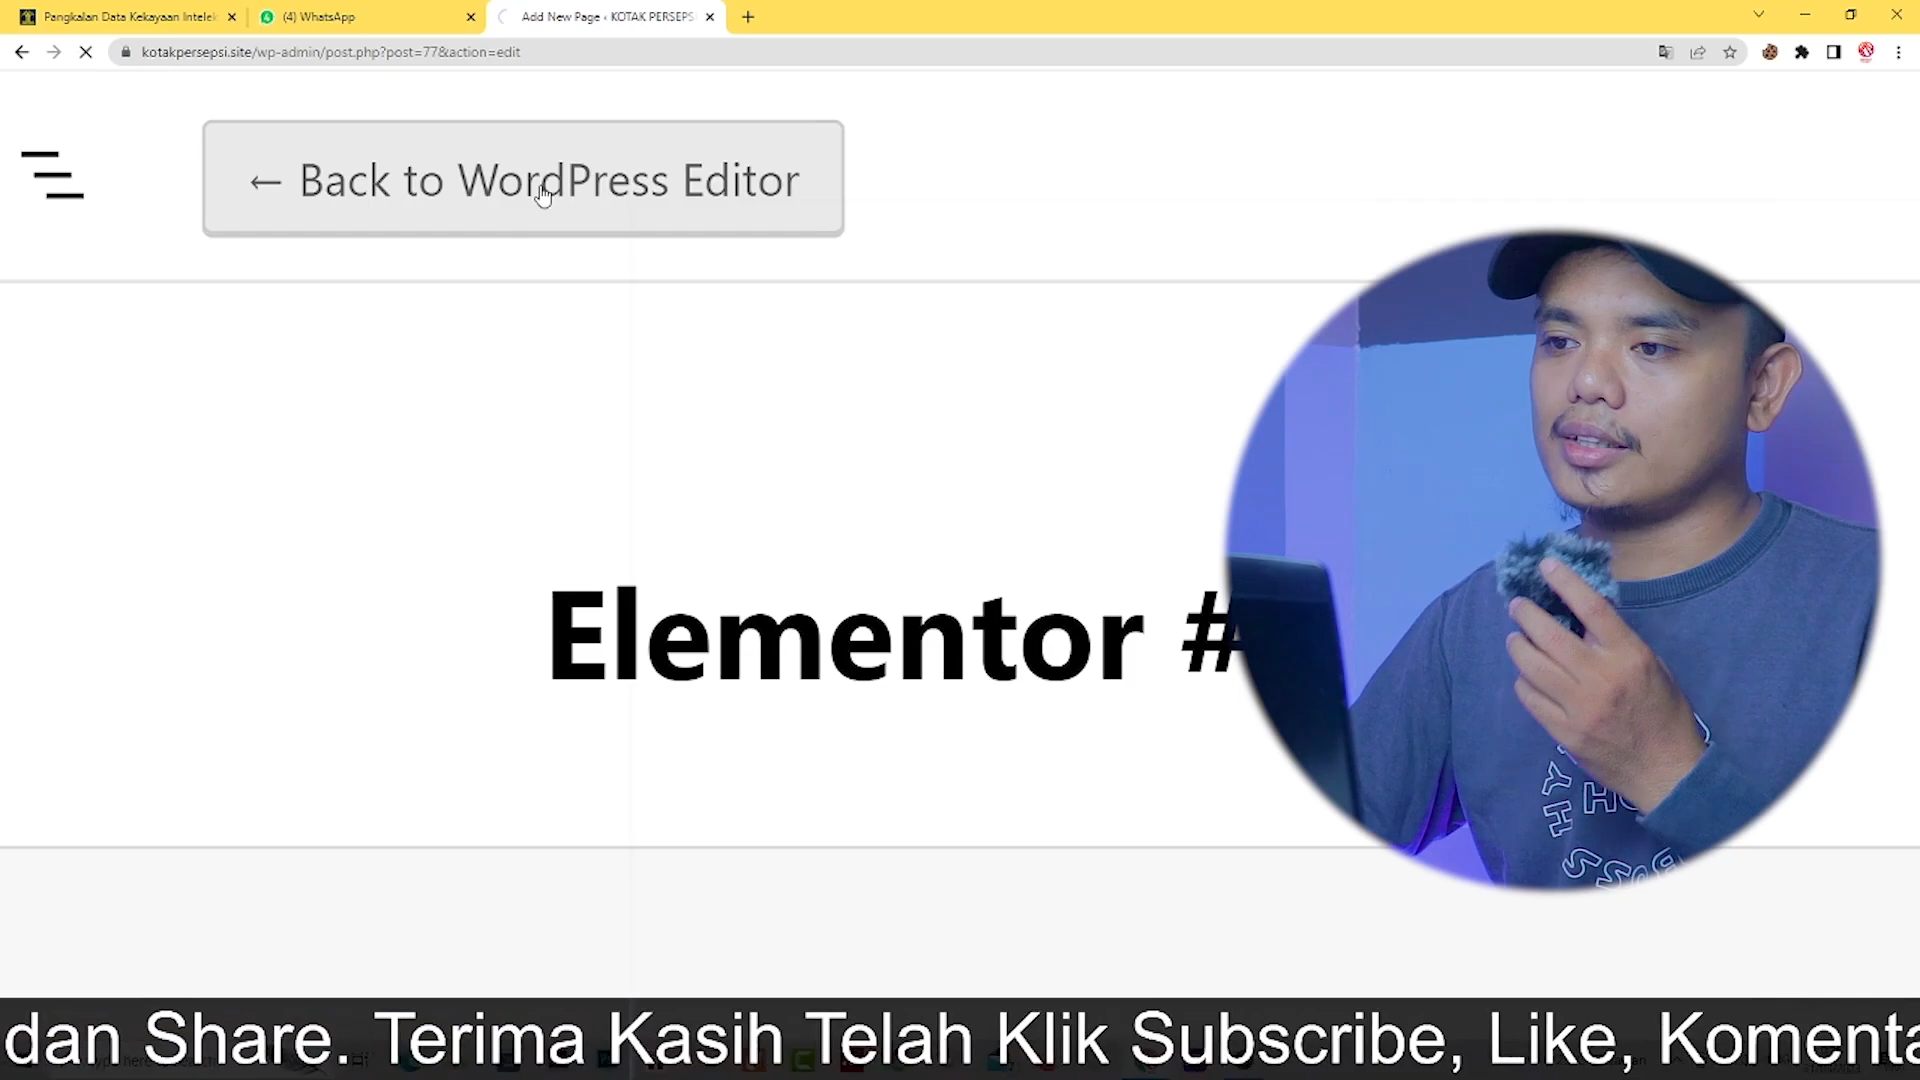 Pangkalan Data Kekayaan Intelek
(4) WhatsApp
Add New Page ‹ KOTAK PERSEPS
kotakpersepsi.site/wp-admin/post.php?post=77&action=edit
← Back to WordPress Editor
Elementor #
dan Share. Terima Kasih Telah Klik Subscribe, Like, Komenta